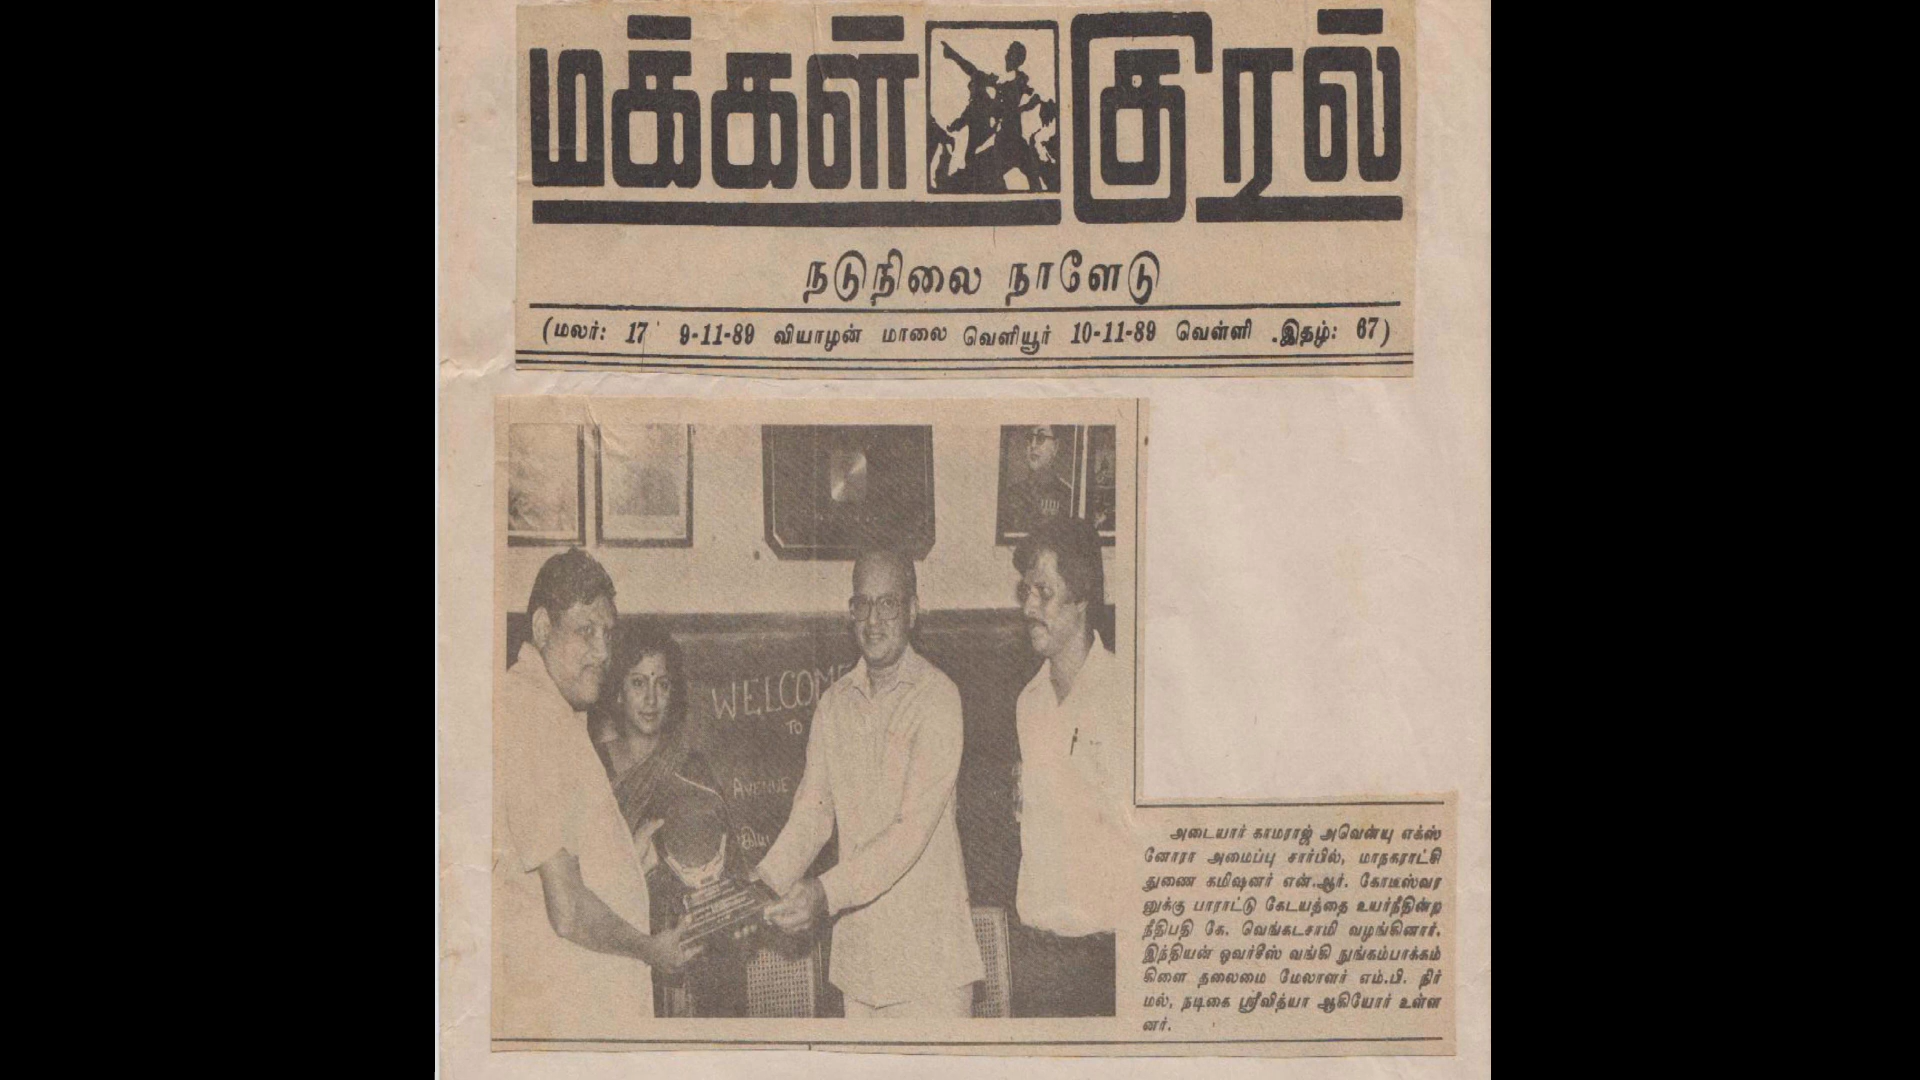 மக்கள் குரல்
நடுநிலை நாளேடு
(மலர்: 17 9-11-89 வியாழன் மாலை வெளியூர் 10-11-89 வெள்ளி .இதழ்: 67)
WELCOME
TO
AVENUE
அடையார் காமராஜ் அவென்யு எக்ஸ்
னோரா அமைப்பு சார்பில், மாநகராட்சி
துணை கமிஷனர் என்.ஆர். கோடீஸ்வர
னுக்கு பாராட்டு கேடயத்தை உயர்நீதின்ற
நீதிபதி கே. வெங்கடசாமி வழங்கினார்.
இந்தியன் ஓவர்சீஸ் வங்கி நுங்கம்பாக்கம்
கிளை தலைமை மேலாளர் எம்.பி. நிர்
மல், நடிகை ஸ்ரீவித்யா ஆகியோர் உள்ள
னர்.